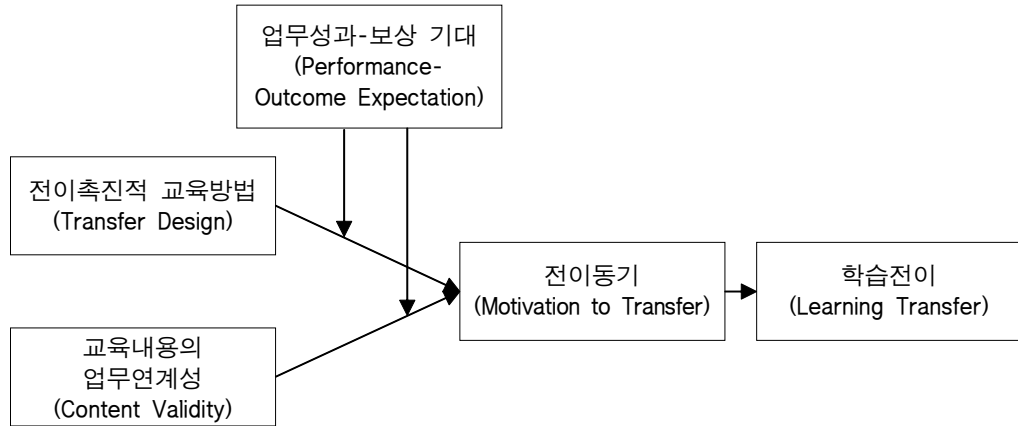 업무성과-보상 기대
(Performance-
Outcome Expectation)
전이촉진적 교육방법
(Transfer Design)
전이동기
(Motivation to Transfer)
학습전이
(Learning Transfer)
교육내용의
업무연계성
(Content Validity)